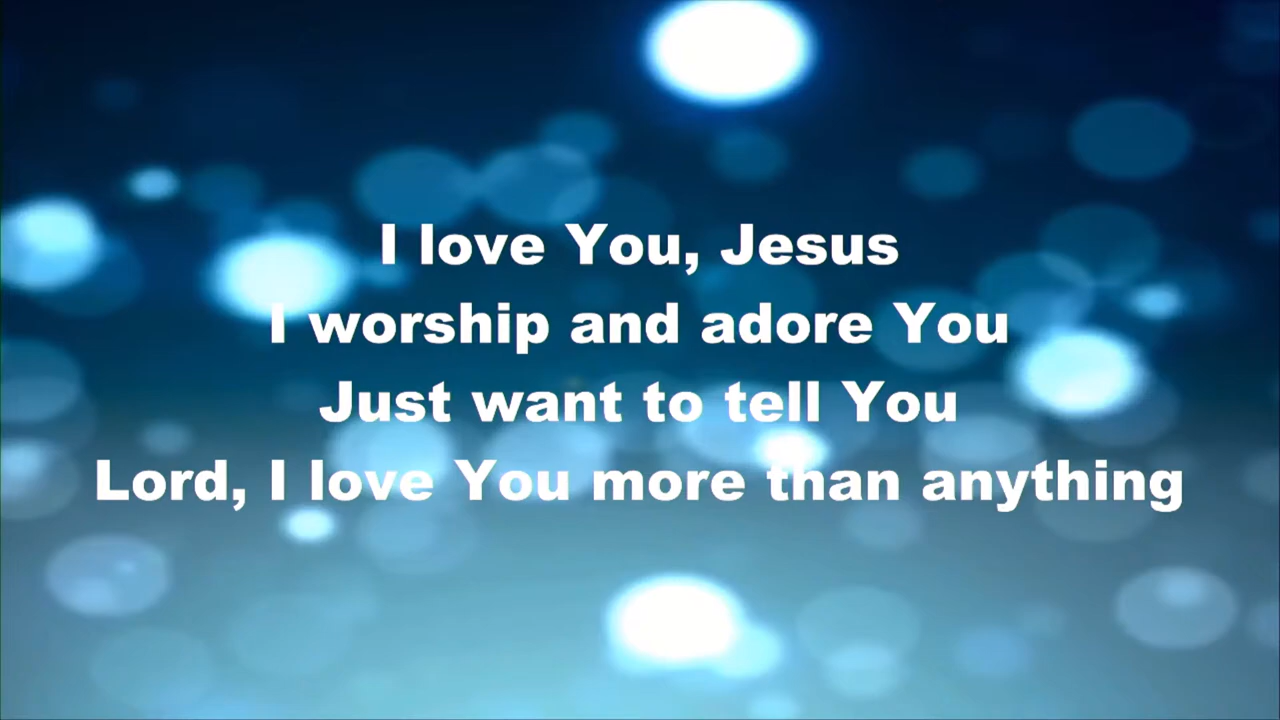 I love You, Jesus
I worship and adore You
Just want to tell You
Lord, I love You more than anything